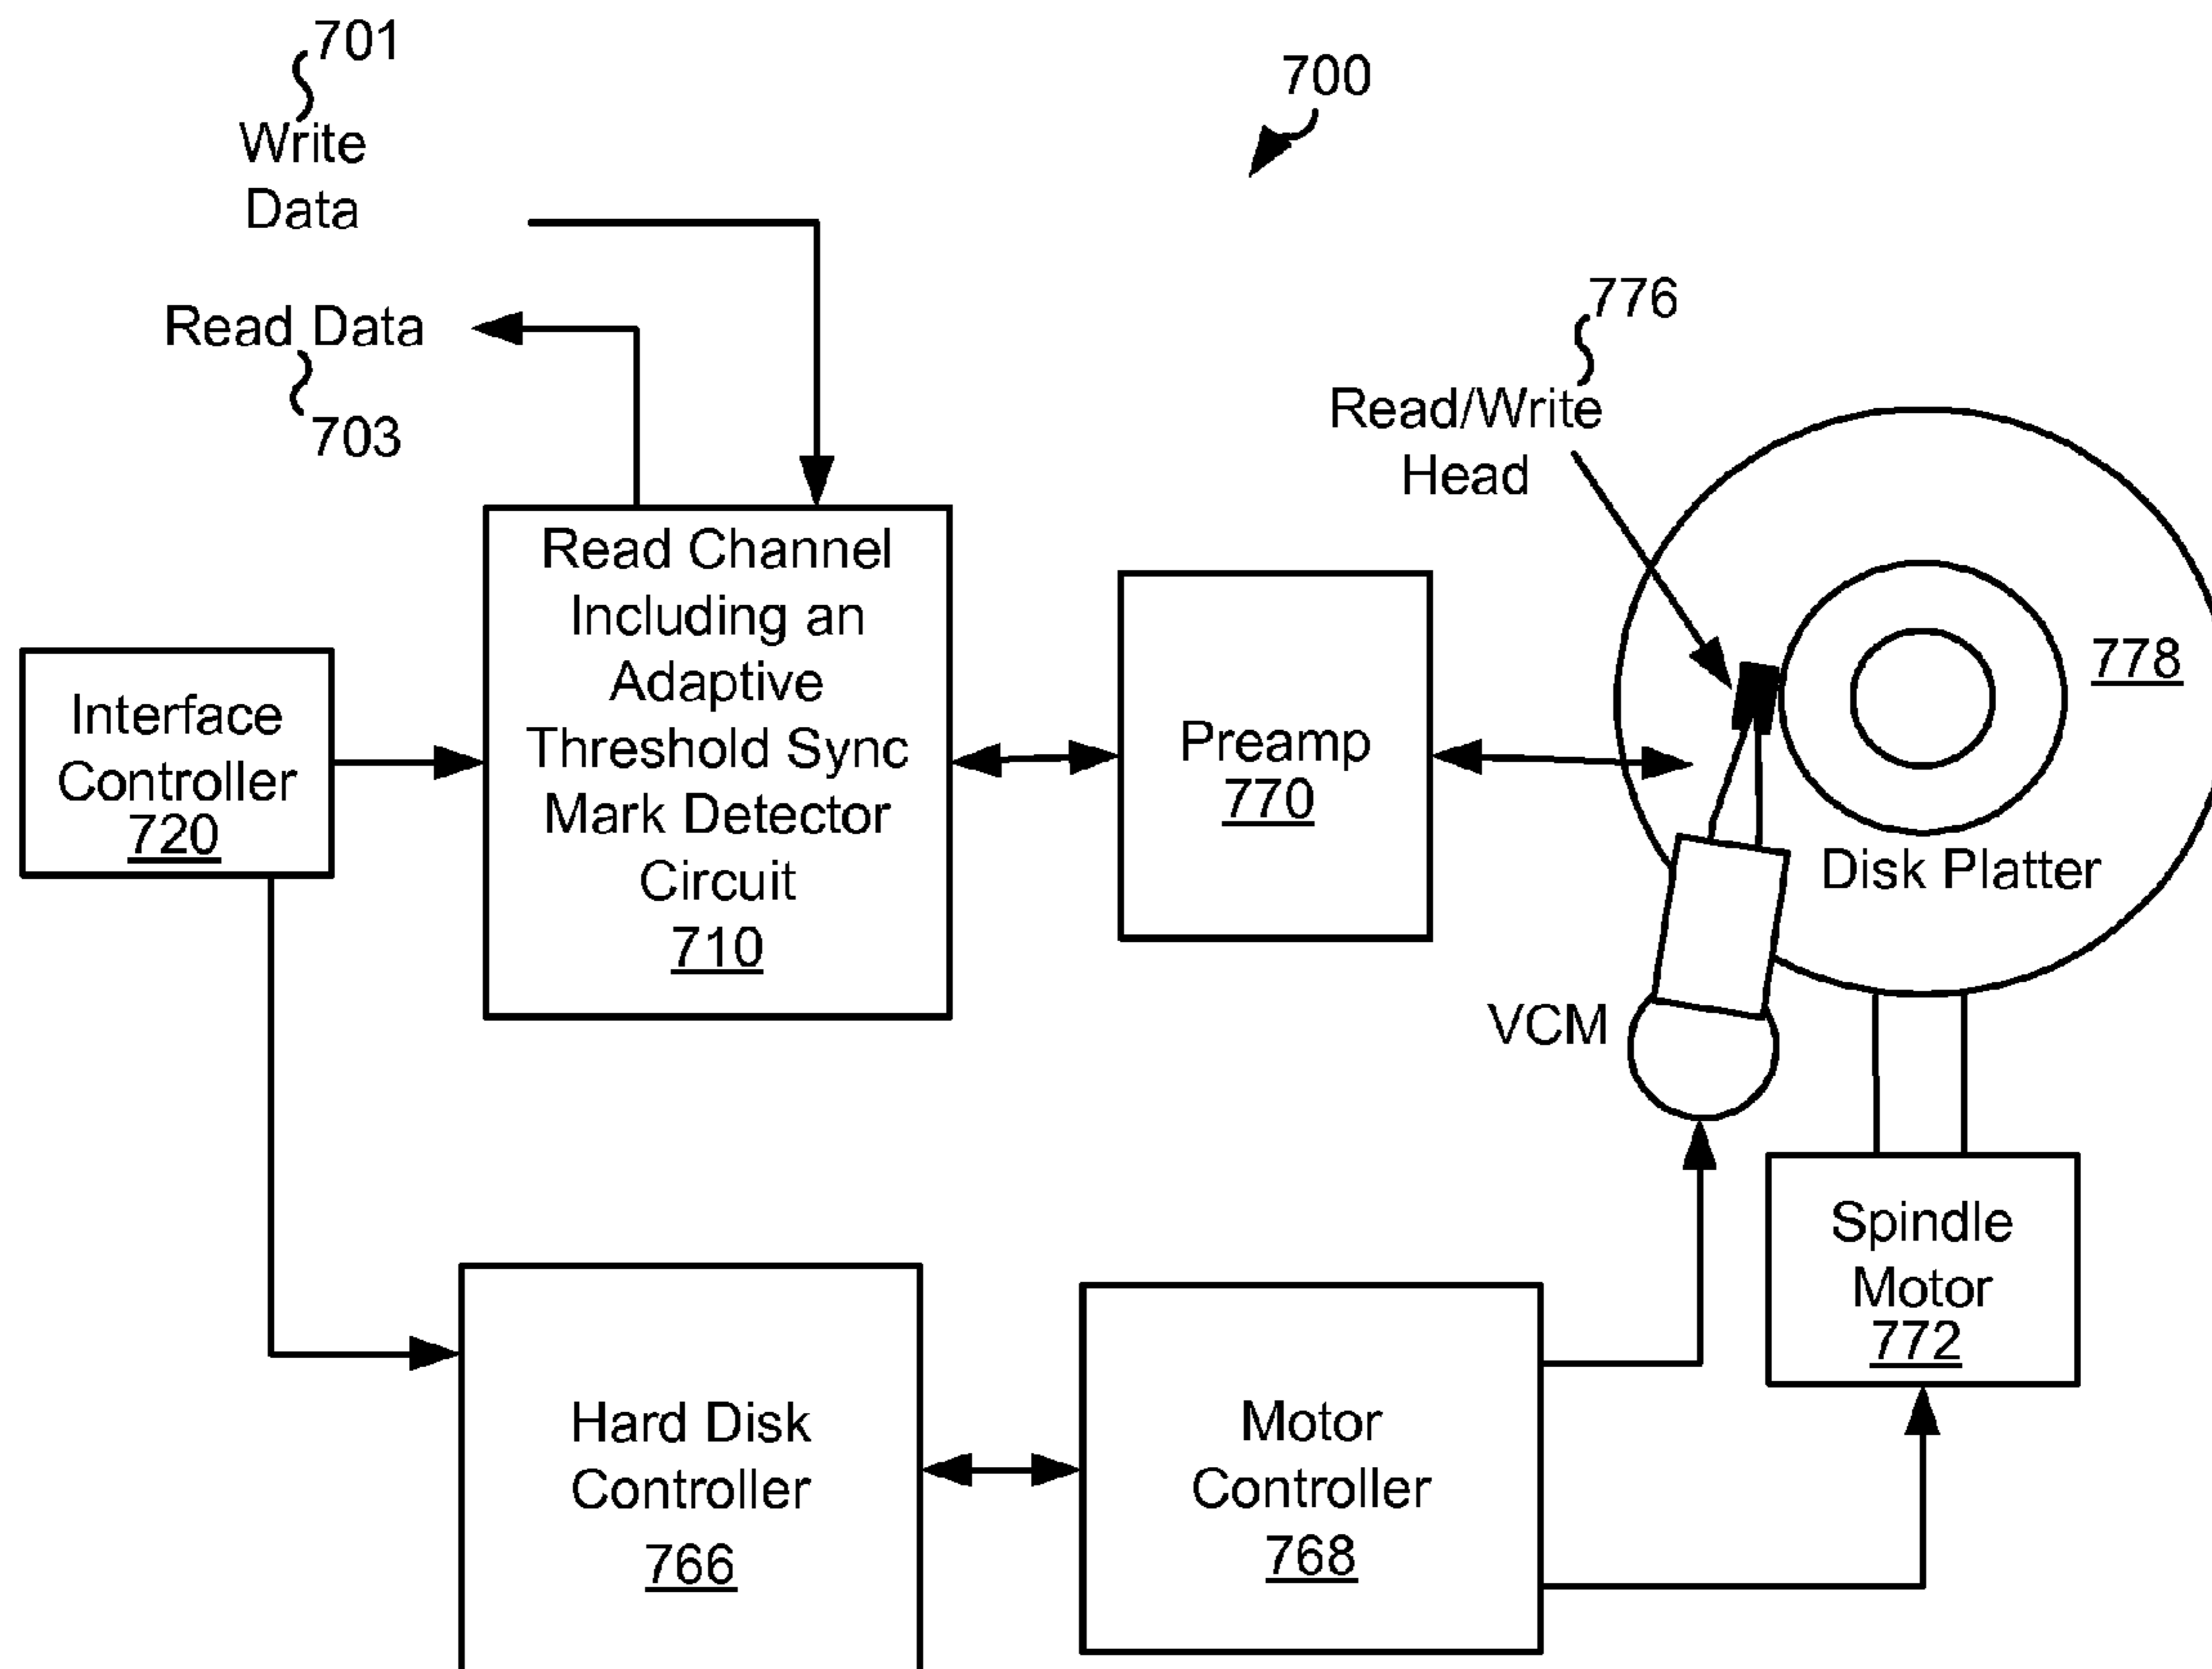 701
Write
Data
700
Read Data
703
776
Read/Write
Head
Read Channel
Including an
Adaptive
Threshold Sync
Mark Detector
Circuit
710
Interface
Controller
720
Preamp
770
778
Disk Platter
VCM
Spindle
Motor
772
Hard Disk
Controller
766
Motor
Controller
768